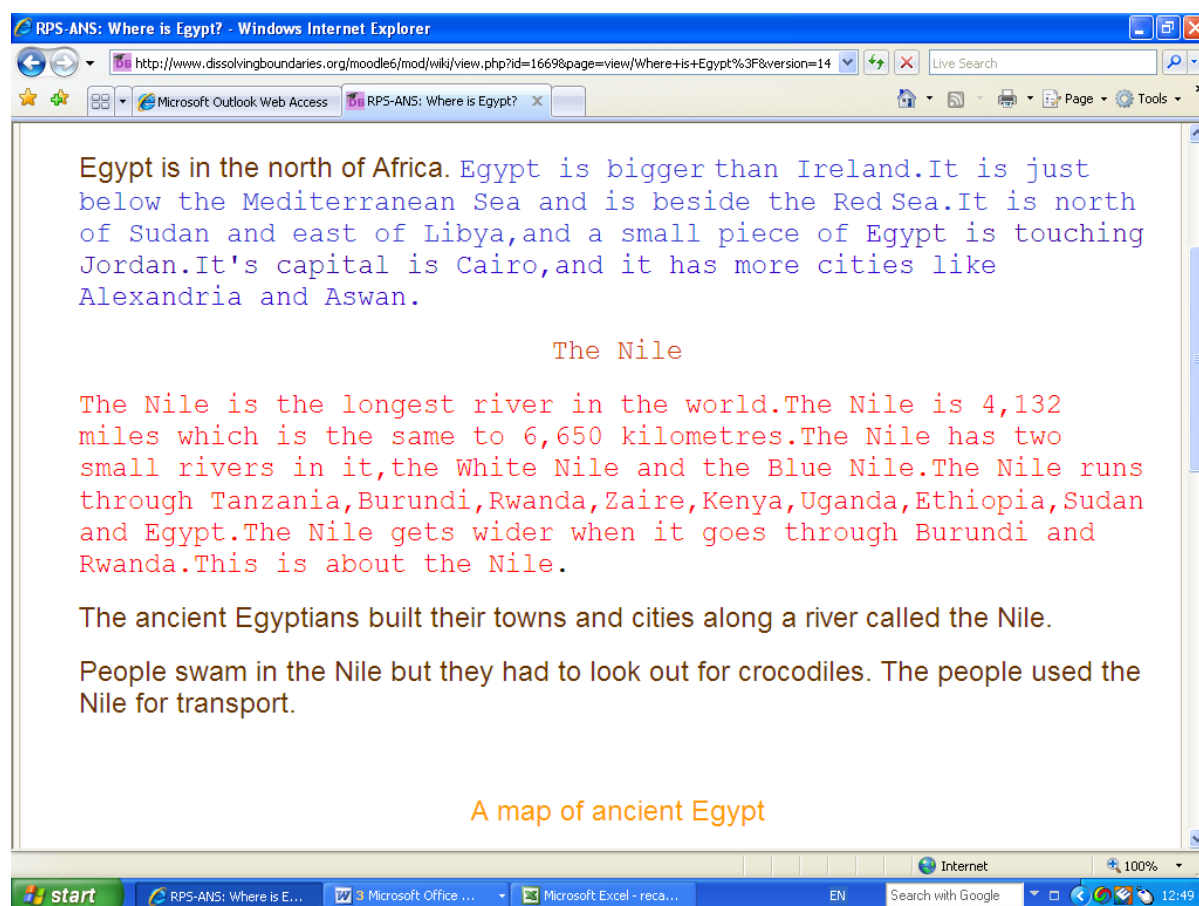 RPS-ANS: Where is Egypt? - Windows Internet Explorer
http://www.dissolvingboundaries.org/moodle6/mod/wiki/view.php?id=1669&page=view/Where+is+Egypt%3F&version=14
Live Search
Microsoft Outlook Web Access
RPS-ANS: Where is Egypt?
Page
Tools
Egypt is in the north of Africa. Egypt is bigger than Ireland.It is just
below the Mediterranean Sea and is beside the Red Sea.It is north
of Sudan and east of Libya,and a small piece of Egypt is touching
Jordan.It's capital is Cairo,and it has more cities like
Alexandria and Aswan.
The Nile
The Nile is the longest river in the world.The Nile is 4,132
miles which is the same to 6,650 kilometres.The Nile has two
small rivers in it,the White Nile and the Blue Nile.The Nile runs
through Tanzania,Burundi,Rwanda,Zaire,Kenya,Uganda,Ethiopia,Sudan
and Egypt.The Nile gets wider when it goes through Burundi and
Rwanda.This is about the Nile.
The ancient Egyptians built their towns and cities along a river called the Nile.
People swam in the Nile but they had to look out for crocodiles. The people used the
Nile for transport.
A map of ancient Egypt
Internet
100%
start
RPS-ANS: Where is E...
3 Microsoft Office ...
Microsoft Excel - reca...
EN
Search with Google
12:49